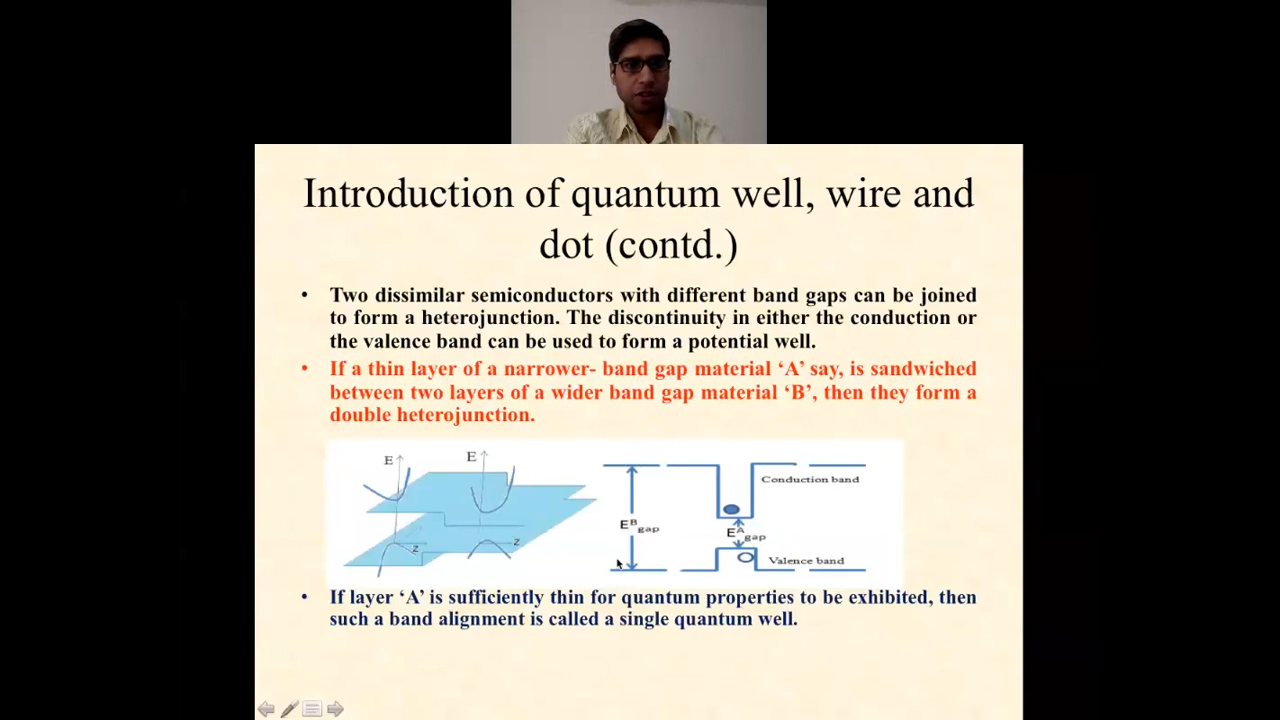 Introduction of quantum well, wire and
dot (contd.)
• Two dissimilar semiconductors with different band gaps can be joined
to form a heterojunction. The discontinuity in either the conduction or
the valence band can be used to form a potential well.
• If a thin layer of a narrower- band gap material ‘A’ say, is sandwiched
between two layers of a wider band gap material ‘B’, then they form a
double heterojunction.
E
E
z
z
E^B gap
Conduction band
E^A gap
Valence band
• If layer ‘A’ is sufficiently thin for quantum properties to be exhibited, then
such a band alignment is called a single quantum well.